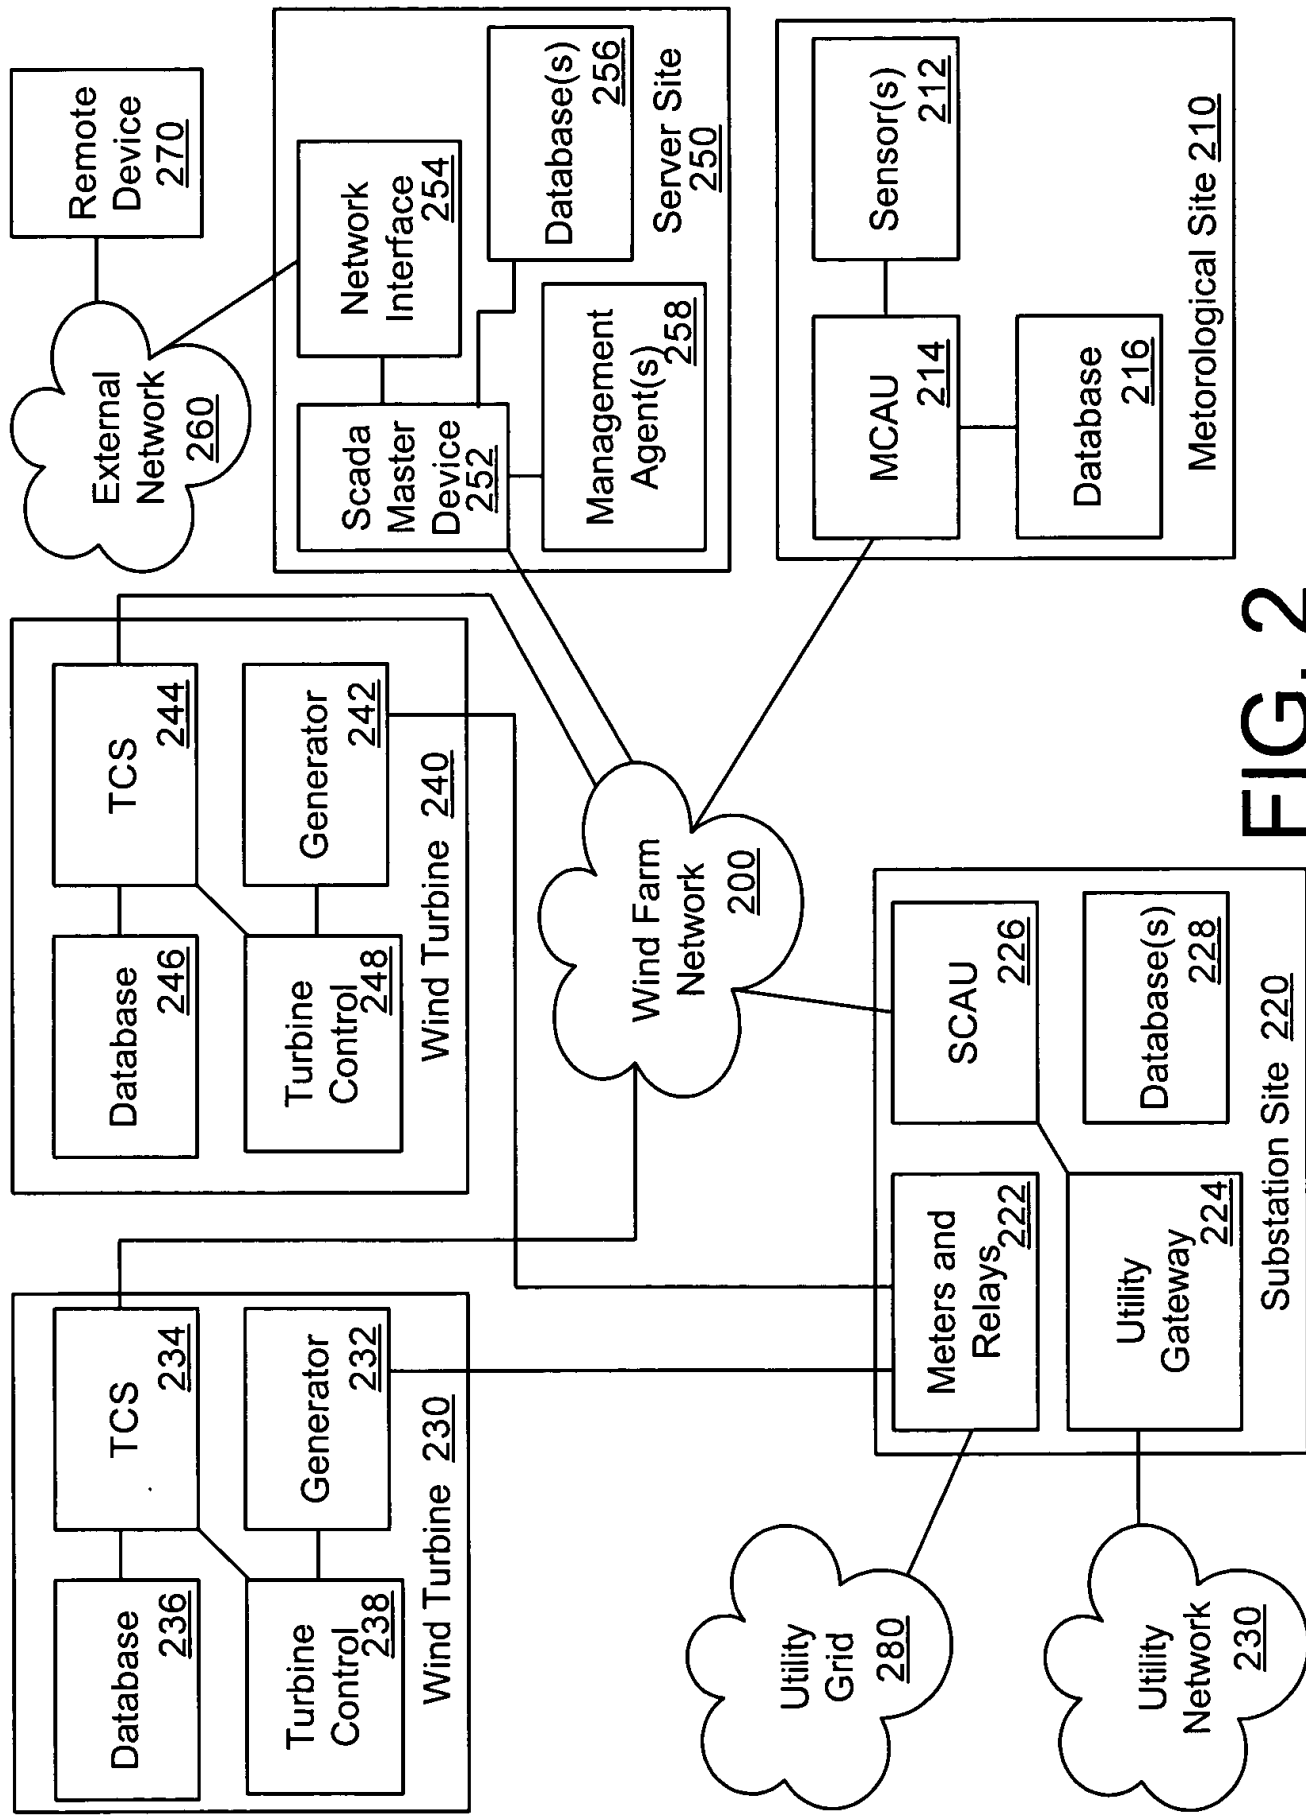 Database
236
TCS
234
Turbine
Control
238
Generator
232
Wind Turbine 230
Database
246
TCS
244
Turbine
Control
248
Generator
242
Wind Turbine 240
External
Network
260
Remote
Device
270
Scada
Master
Device
252
Network
Interface
254
Management
Agent(s)
258
Database(s)
256
Server Site
250
Wind Farm
Network
200
Utility
Grid
280
Utility
Network
230
Meters and
Relays
222
SCAU
226
Utility
Gateway
224
Database(s)
228
Substation Site 220
MCAU
214
Sensor(s)
212
Database
216
Metorological Site 210
FIG. 2